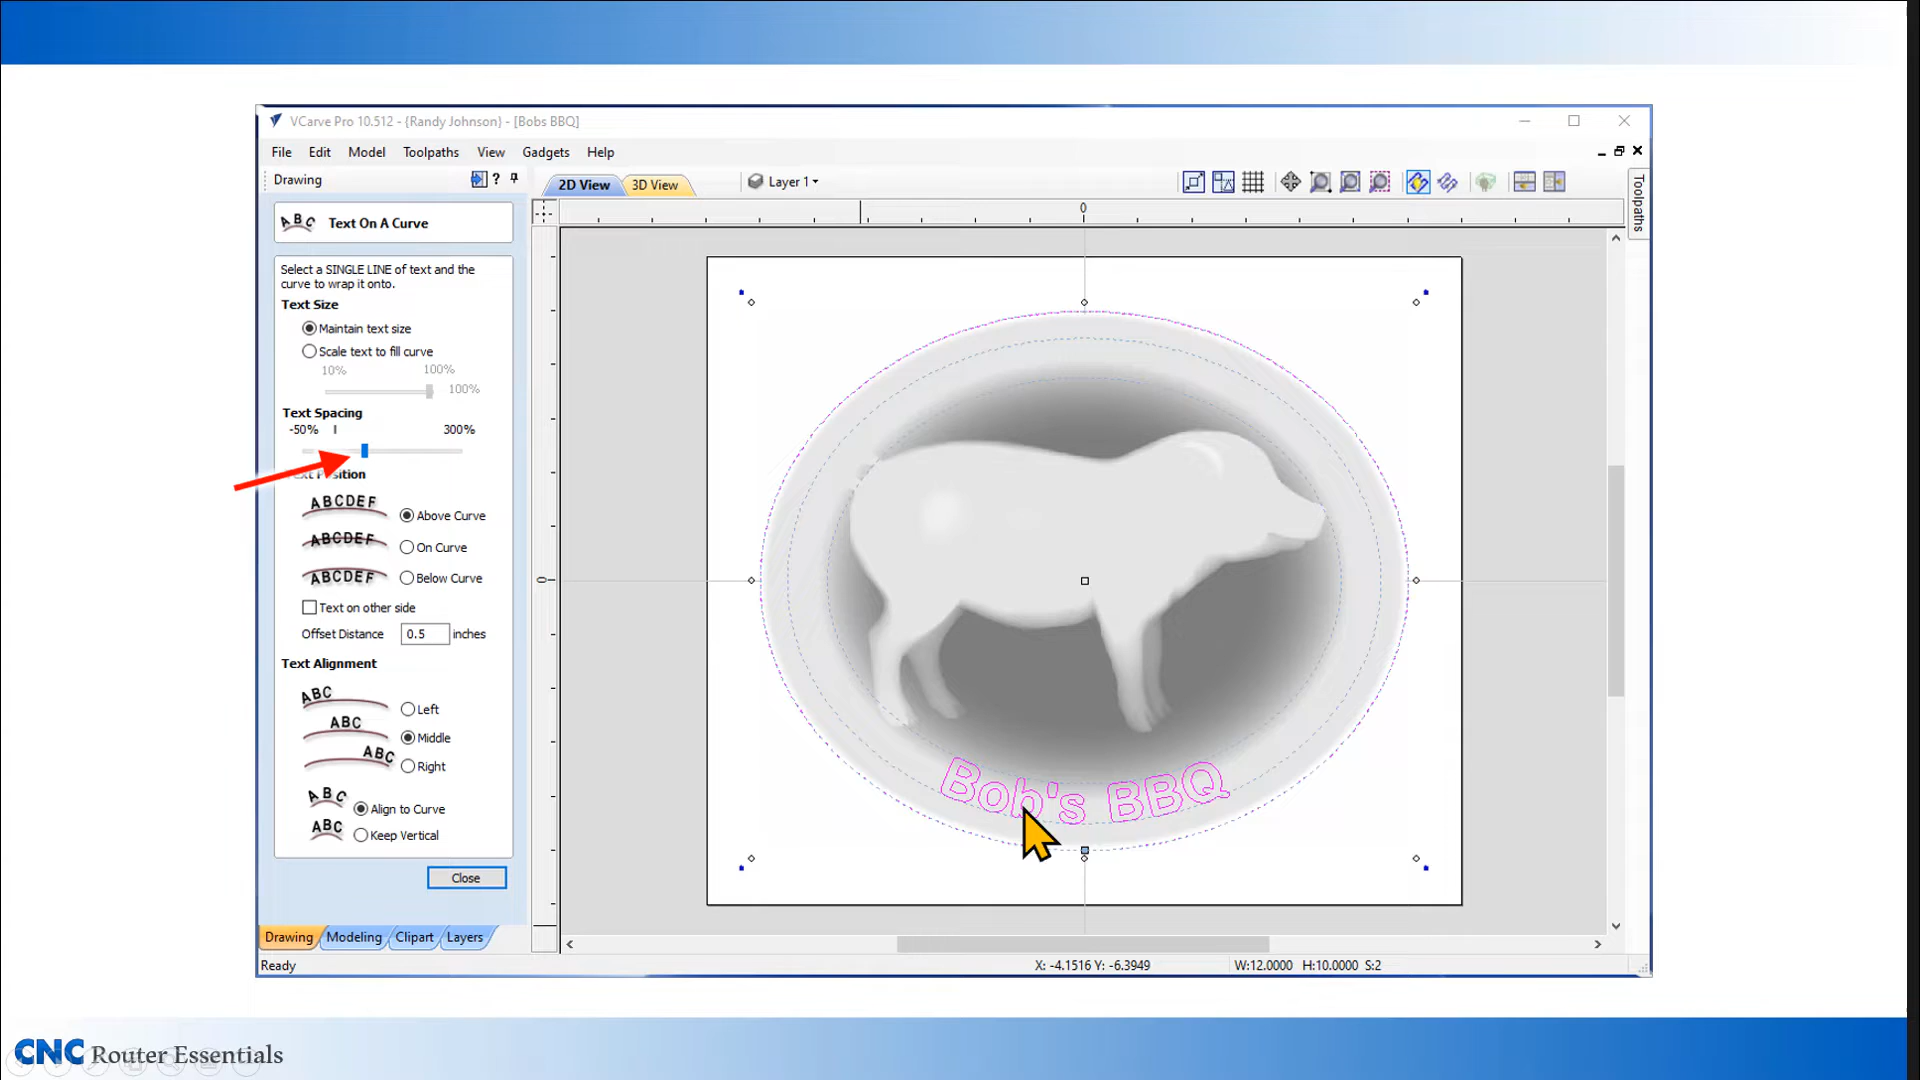 VCarve Pro 10.512 - {Randy Johnson} - [Bobs BBQ]
File Edit Model Toolpaths View Gadgets Help
Drawing ?
2D View 3D View Layer 1
Toolpaths
0
ABC Text On A Curve
Select a SINGLE LINE of text and the
curve to wrap it onto.
Text Size
Maintain text size
Scale text to fill curve
10% 100%
100%
Text Spacing
-50% 300%
Position
ABCDEF Above Curve
ABCDEF On Curve
ABCDEF Below Curve
Text on other side
Offset Distance 0.5 inches
Text Alignment
ABC Left
ABC Middle
ABC Right
ABC Align to Curve
ABC Keep Vertical
Close
0
Bob's BBQ
Drawing Modeling Clipart Layers
Ready X: -4.1516 Y: -6.3949 W:12.0000 H:10.0000 S:2
CNC Router Essentials